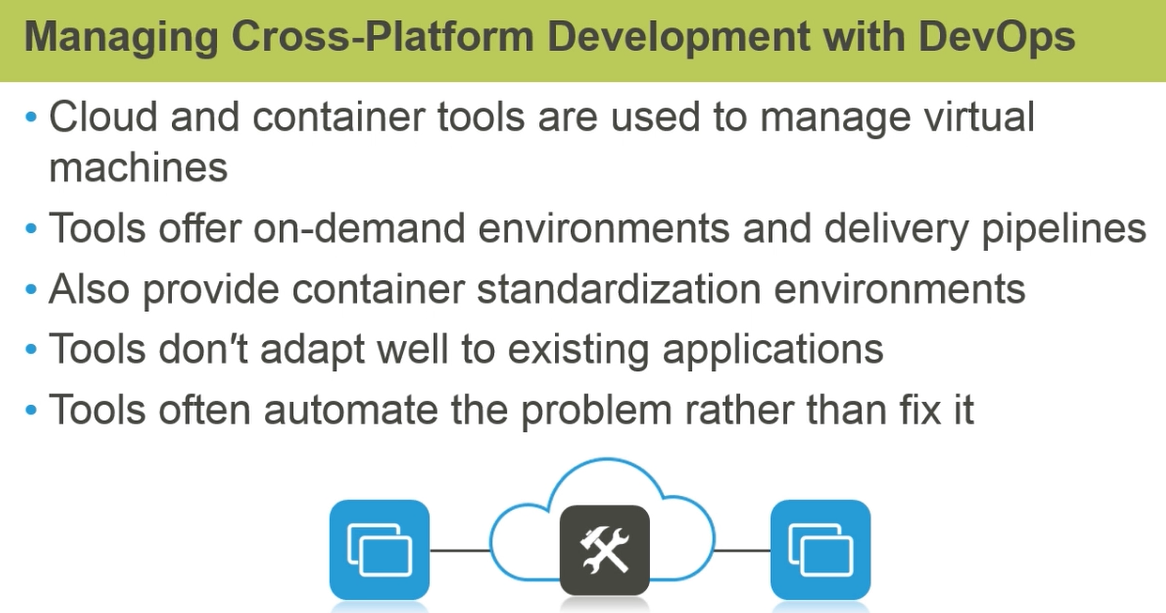 Managing Cross-Platform Development with DevOps
• Cloud and container tools are used to manage virtual
machines
• Tools offer on-demand environments and delivery pipelines
• Also provide container standardization environments
• Tools don't adapt well to existing applications
• Tools often automate the problem rather than fix it